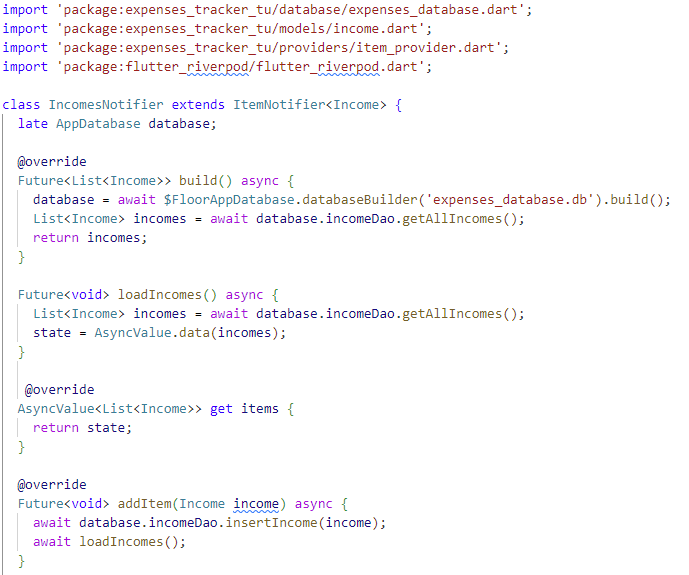 import 'package:expenses_tracker_tu/database/expenses_database.dart';
import 'package:expenses_tracker_tu/models/income.dart';
import 'package:expenses_tracker_tu/providers/item_provider.dart';
import 'package:flutter_riverpod/flutter_riverpod.dart';

class IncomesNotifier extends ItemNotifier<Income> {
  late AppDatabase database;

  @override
  Future<List<Income>> build() async {
    database = await $FloorAppDatabase.databaseBuilder('expenses_database.db').build();
    List<Income> incomes = await database.incomeDao.getAllIncomes();
    return incomes;
  }

  Future<void> loadIncomes() async {
    List<Income> incomes = await database.incomeDao.getAllIncomes();
    state = AsyncValue.data(incomes);
  }

   @override
  AsyncValue<List<Income>> get items {
    return state;
  }

  @override
  Future<void> addItem(Income income) async {
    await database.incomeDao.insertIncome(income);
    await loadIncomes();
  }